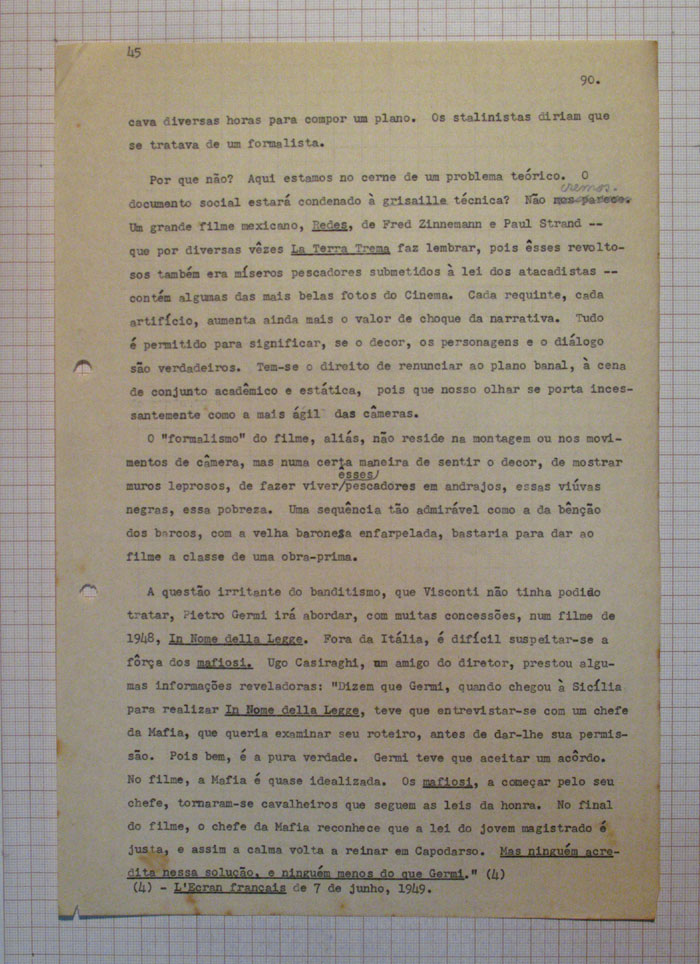 45
90.
cava diversas horas para compor um plano. Os stalinistas diriam que
se tratava de um formalista.
Por que não? Aqui estamos no cerne de um problema teórico. O
cremos.
documento social estará condenado à grisaille técnica? Não nos parece.
Um grande filme mexicano, Redes, de Fred Zinnemann e Paul Strand --
que por diversas vêzes La Terra Trema faz lembrar, pois êsses revolto-
sos também era míseros pescadores submetidos à lei dos atacadistas --
contém algumas das mais belas fotos do Cinema. Cada requinte, cada
artifício, aumenta ainda mais o valor de choque da narrativa. Tudo
é permitido para significar, se o decor, os personagens e o diálogo
são verdadeiros. Tem-se o direito de renunciar ao plano banal, à cena
de conjunto acadêmico e estática, pois que nosso olhar se porta inces-
santemente como a mais ágil das câmeras.
O "formalismo" do filme, aliás, não reside na montagem ou nos movi-
mentos de câmera, mas numa certa maneira de sentir o decor, de mostrar
êsses/
muros leprosos, de fazer viver/pescadores em andrajos, essas viúvas
negras, essa pobreza. Uma sequência tão admirável como a da bênção
dos barcos, com a velha baronesa enfarpelada, bastaria para dar ao
filme a classe de uma obra-prima.
A questão irritante do banditismo, que Visconti não tinha podido
tratar, Pietro Germi irá abordar, com muitas concessões, num filme de
1948, In Nome della Legge. Fora da Itália, é difícil suspeitar-se a
fôrça dos mafiosi. Ugo Casiraghi, um amigo do diretor, prestou algu-
mas informações reveladoras: "Dizem que Germi, quando chegou à Sicília
para realizar In Nome della Legge, teve que entrevistar-se com um chefe
da Mafia, que queria examinar seu roteiro, antes de dar-lhe sua permis-
são. Pois bem, é a pura verdade. Germi teve que aceitar um acôrdo.
No filme, a Mafia é quase idealizada. Os mafiosi, a começar pelo seu
chefe, tornaram-se cavalheiros que seguem as leis da honra. No final
do filme, o chefe da Mafia reconhece que a lei do jovem magistrado é
justa, e assim a calma volta a reinar em Capodarso. Mas ninguém acre-
dita nessa solução, e ninguém menos do que Germi." (4)
(4) - L'Ecran français de 7 de junho, 1949.